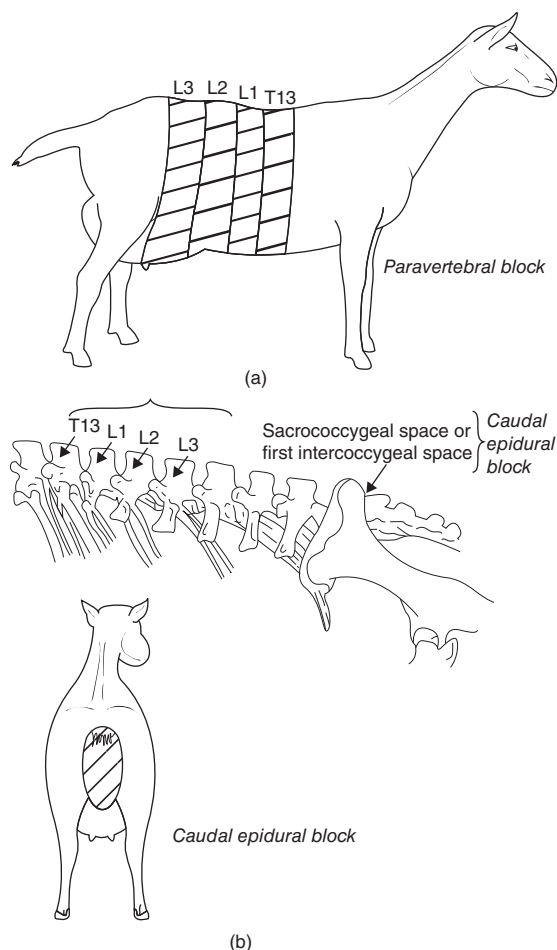 L3 L2 L1 T13
Paravertebral block
(a)
T13 L1 L2 L3
Sacrococcygeal space or
first intercoccygeal space
Caudal
epidural
block
Caudal epidural block
(b)